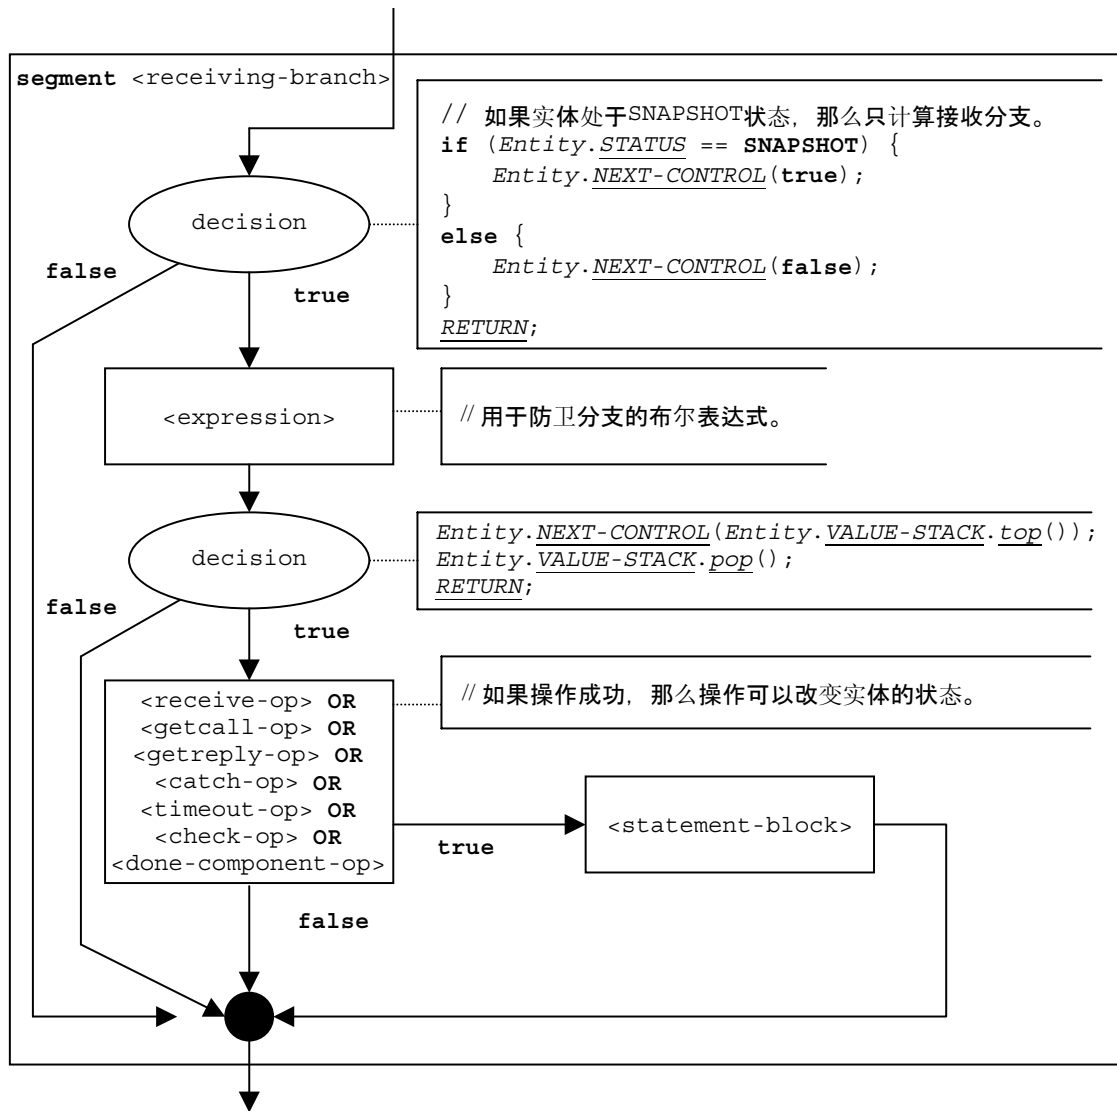 segment <receiving-branch>
// 如果实体处于SNAPSHOT状态，那么只计算接收分支。
if (Entity.STATUS == SNAPSHOT) {
Entity.NEXT-CONTROL(true);
}
else {
Entity.NEXT-CONTROL(false);
}
RETURN;
decision
false
true
<expression>
// 用于防卫分支的布尔表达式。
decision
Entity.NEXT-CONTROL(Entity.VALUE-STACK.top());
Entity.VALUE-STACK.pop();
RETURN;
false
true
<receive-op> OR
<getcall-op> OR
<getreply-op> OR
<catch-op> OR
<timeout-op> OR
<check-op> OR
<done-component-op>
// 如果操作成功，那么操作可以改变实体的状态。
true
<statement-block>
false